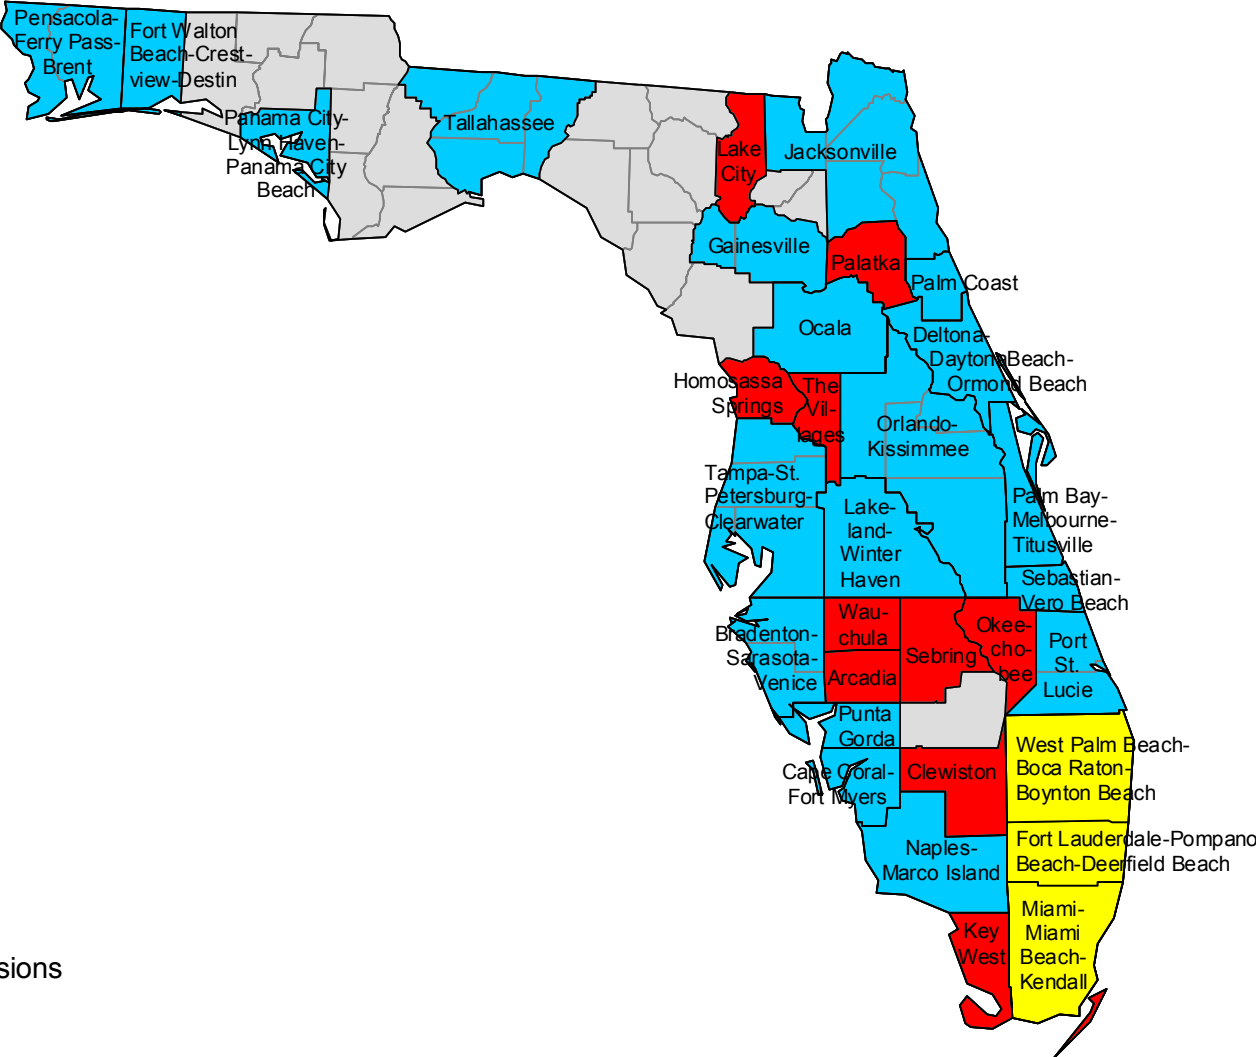 Pensacola-
Ferry Pass-
Brent
Fort Walton
Beach-Crest-
view-Destin
Panama City-
Lynn Haven-
Panama City
Beach
Tallahassee
Lake
City
Jacksonville
Gainesville
Palatka
Palm Coast
Ocala
Deltona-
DaytonaBeach-
Ormond Beach
Homosassa
Springs
The
Vil-
lages
Orlando-
Kissimmee
Tampa-St.
Petersburg-
Clearwater
Lake-
land-
Winter
Haven
Palm Bay-
Melbourne-
Titusville
Sebastian-
Vero Beach
Wau-
chula
Okee-
cho-
bee
Sebring
Port
St.
Lucie
Bradenton-
Sarasota-
Venice
Arcadia
Punta
Gorda
West Palm Beach-
Boca Raton-
Boynton Beach
Cape Coral-
Fort Myers
Clewiston
Fort Lauderdale-Pompano
Beach-Deerfield Beach
Naples-
Marco Island
Miami-
Miami
Beach-
Kendall
Key
West
sions